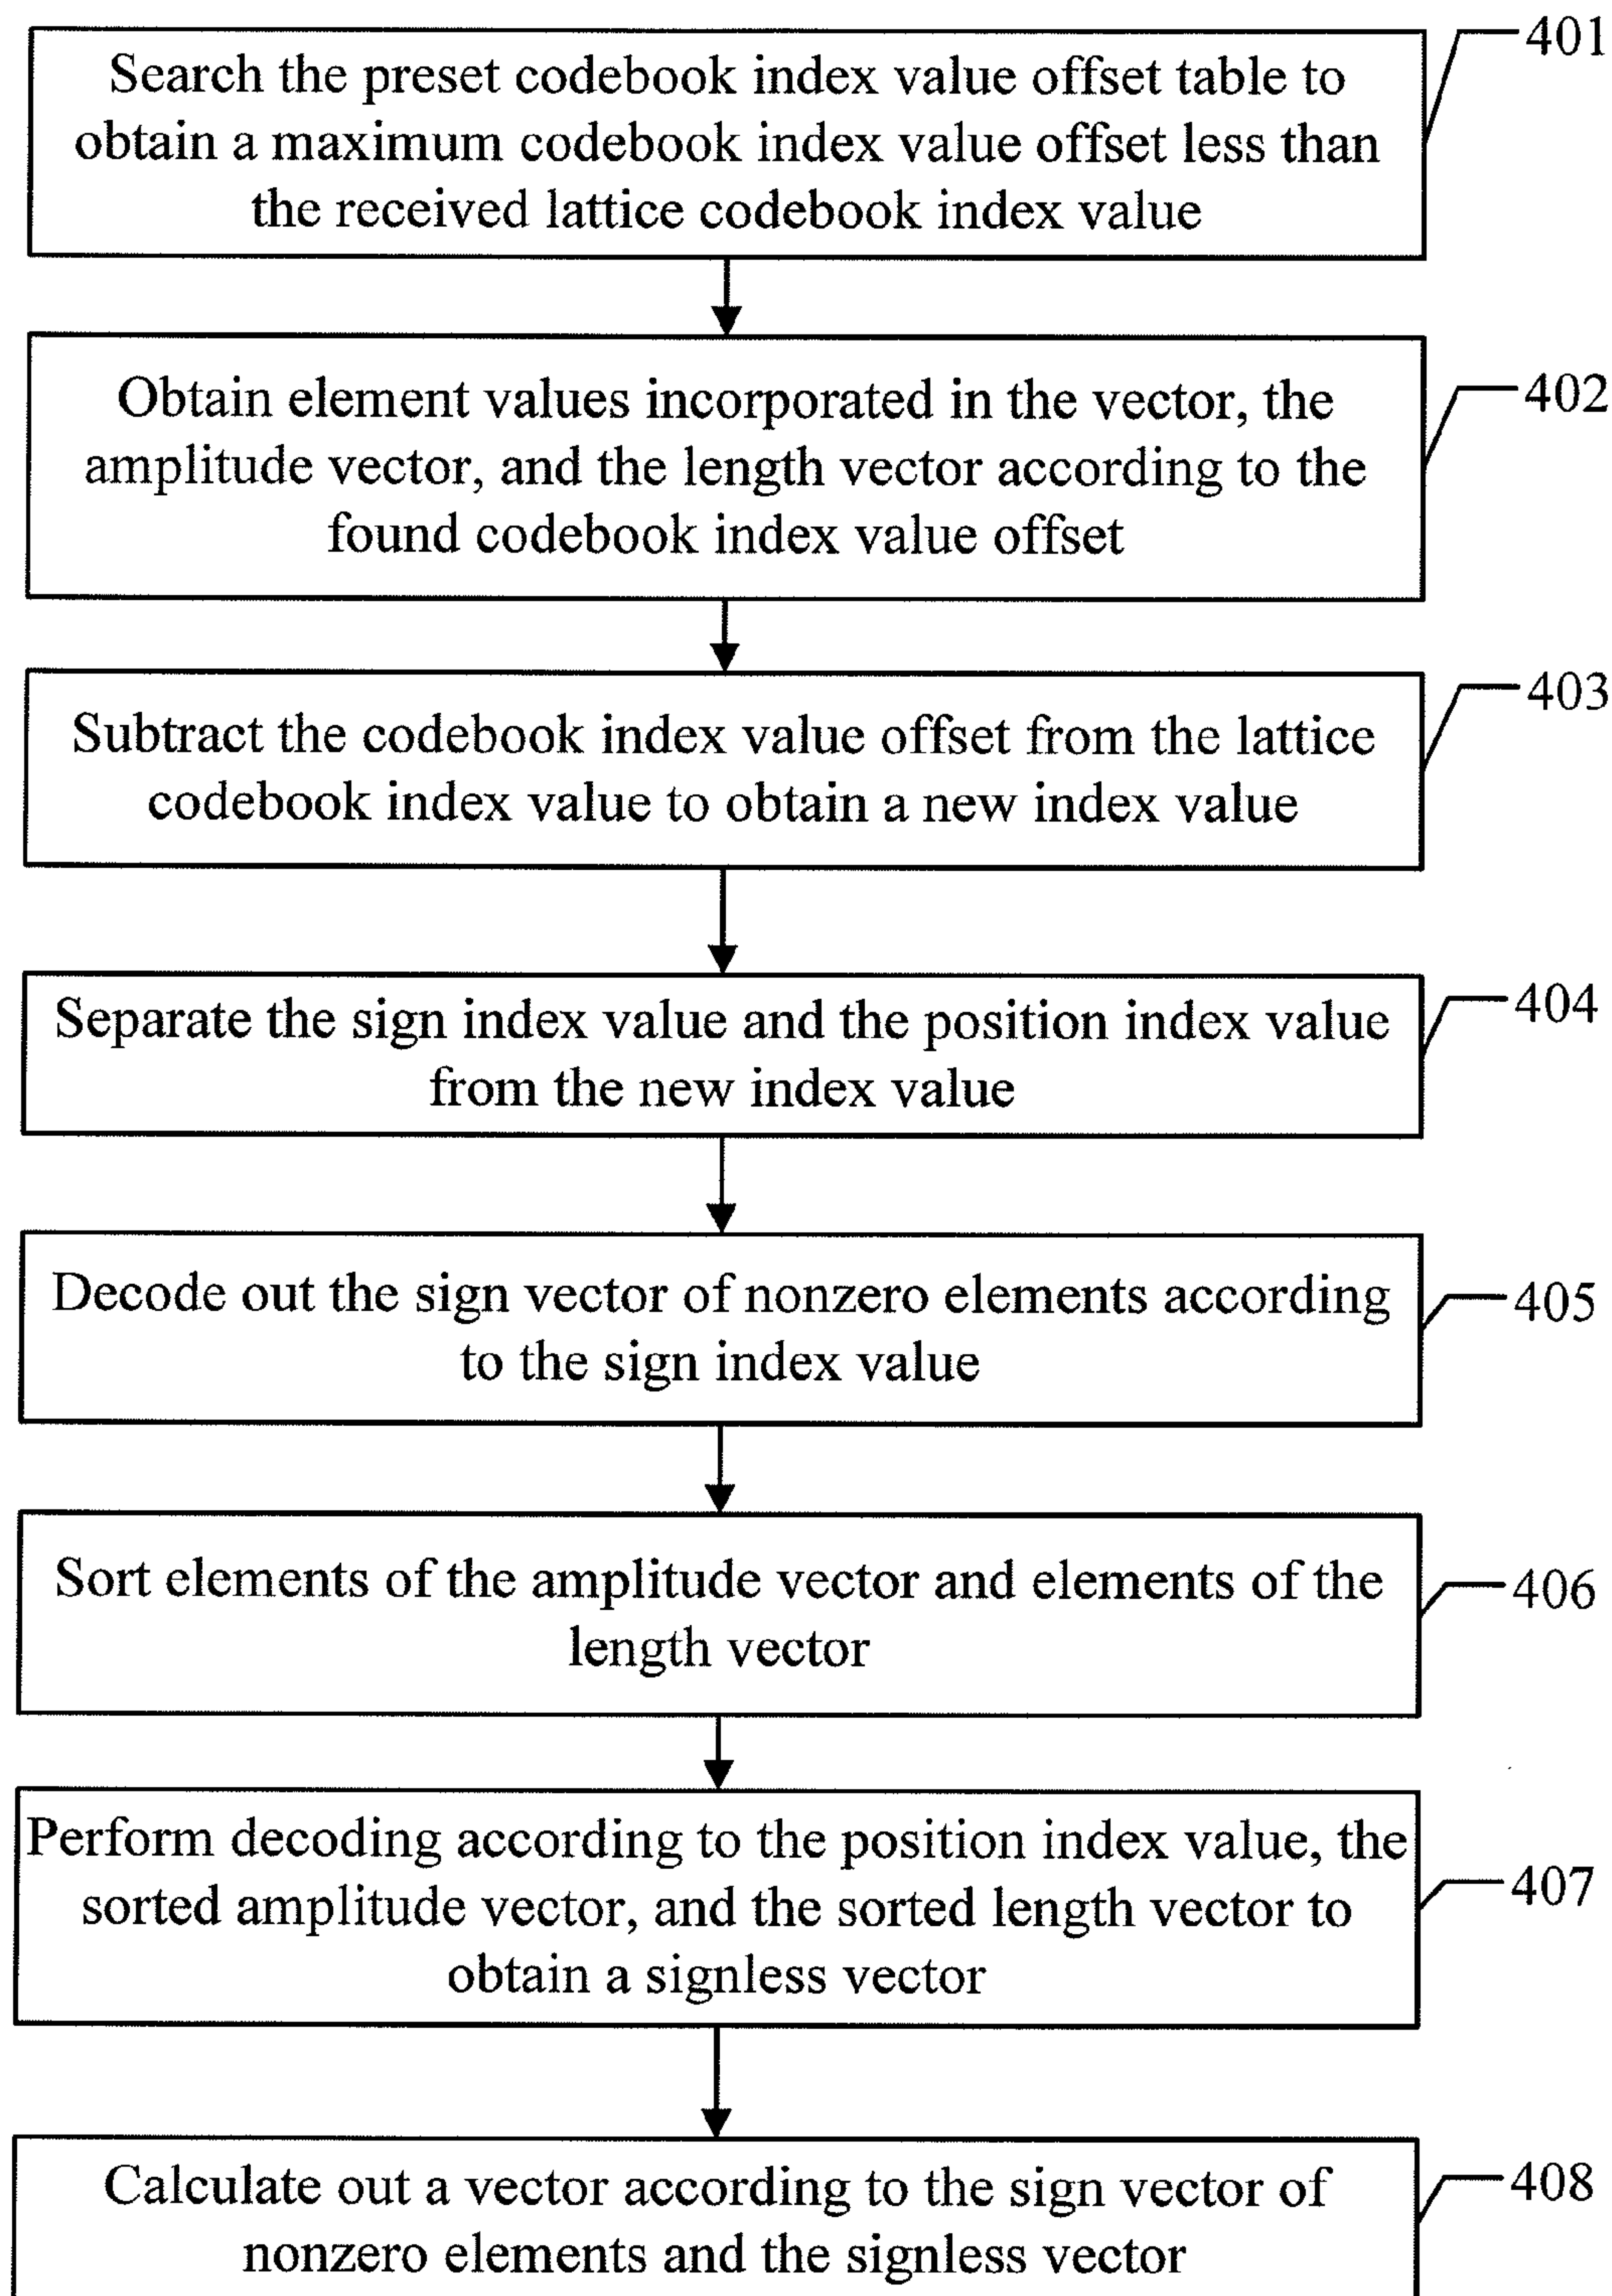 Search the preset codebook index value offset table to
obtain a maximum codebook index value offset less than
the received lattice codebook index value
401
Obtain element values incorporated in the vector, the
amplitude vector, and the length vector according to the
found codebook index value offset
402
Subtract the codebook index value offset from the lattice
codebook index value to obtain a new index value
403
Separate the sign index value and the position index value
from the new index value
404
Decode out the sign vector of nonzero elements according
to the sign index value
405
Sort elements of the amplitude vector and elements of the
length vector
406
Perform decoding according to the position index value, the
sorted amplitude vector, and the sorted length vector to
obtain a signless vector
407
Calculate out a vector according to the sign vector of
nonzero elements and the signless vector
408